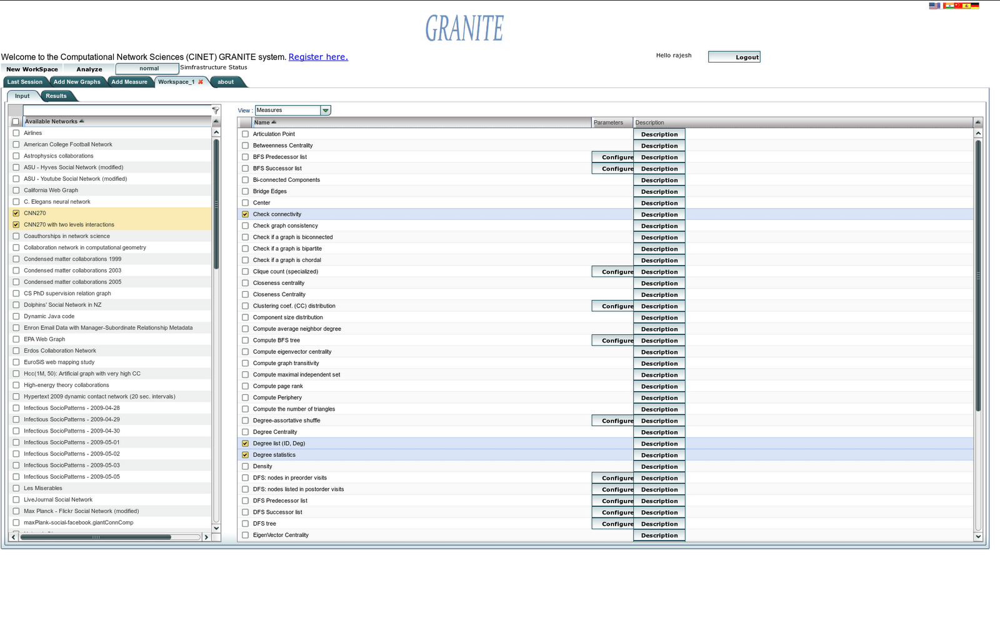 GRANITE
Welcome to the Computational Network Sciences (CINET) GRANITE system. Register here.
Hello rajesh
Logout
New WorkSpace Analyze normal Simfrastructure Status
Last Session Add New Graphs Add Measure Workspace_1 about
Input Results
View : Measures
Available Networks
Airlines
American College Football Network
Astrophysics collaborations
ASU - Hyves Social Network (modified)
ASU - Youtube Social Network (modified)
California Web Graph
C. Elegans neural network
CNN270
CNN270 with two levels interactions
Coauthorships in network science
Collaboration network in computational geometry
Condensed matter collaborations 1999
Condensed matter collaborations 2003
Condensed matter collaborations 2005
CS PhD supervision relation graph
Dolphins' Social Network in NZ
Dynamic Java code
Enron Email Data with Manager-Subordinate Relationship Metadata
EPA Web Graph
Erdos Collaboration Network
EuroSiS web mapping study
Hcc(1M, 50): Artificial graph with very high CC
High-energy theory collaborations
Hypertext 2009 dynamic contact network (20 sec. intervals)
Infectious SocioPatterns - 2009-04-28
Infectious SocioPatterns - 2009-04-29
Infectious SocioPatterns - 2009-04-30
Infectious SocioPatterns - 2009-05-01
Infectious SocioPatterns - 2009-05-02
Infectious SocioPatterns - 2009-05-03
Infectious SocioPatterns - 2009-05-05
Les Miserables
LiveJournal Social Network
Max Planck - Flickr Social Network (modified)
maxPlank-social-facebook.giantConnComp
Name Parameters Description
Articulation Point Description
Betweenness Centrality Description
BFS Predecessor list Configure Description
BFS Successor list Configure Description
Bi-connected Components Description
Bridge Edges Description
Center Description
Check connectivity Description
Check graph consistency Description
Check if a graph is biconnected Description
Check if a graph is bipartite Description
Check if a graph is chordal Description
Clique count (specialized) Configure Description
Closeness centrality Description
Closeness Centrality Description
Clustering coef. (CC) distribution Configure Description
Component size distribution Description
Compute average neighbor degree Description
Compute BFS tree Configure Description
Compute eigenvector centrality Description
Compute graph transitivity Description
Compute maximal independent set Description
Compute page rank Description
Compute Periphery Description
Compute the number of triangles Description
Degree-assortative shuffle Configure Description
Degree Centrality Description
Degree list (ID, Deg) Description
Degree statistics Description
Density Description
DFS: nodes in preorder visits Configure Description
DFS: nodes listed in postorder visits Configure Description
DFS Predecessor list Configure Description
DFS Successor list Configure Description
DFS tree Configure Description
EigenVector Centrality Description